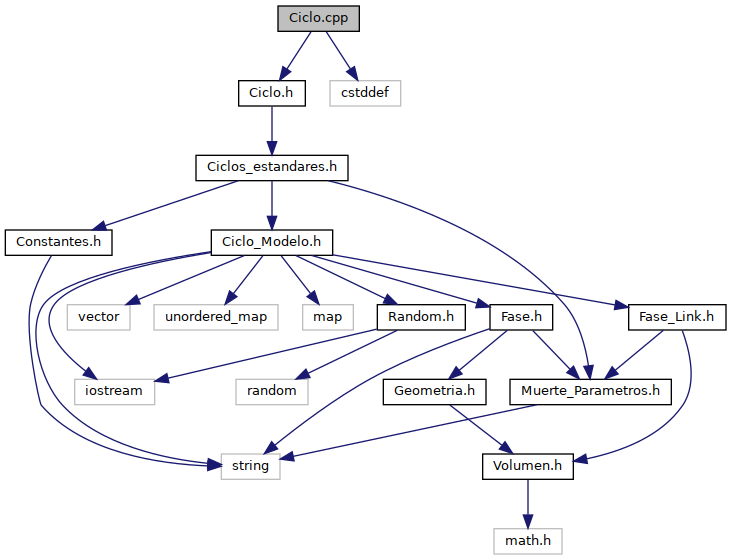 Ciclo.cpp
Ciclo.h
cstddef
Ciclos_estandares.h
Constantes.h
Ciclo_Modelo.h
vector
unordered_map
map
Random.h
Fase.h
Fase_Link.h
iostream
random
Geometria.h
Muerte_Parametros.h
string
Volumen.h
math.h